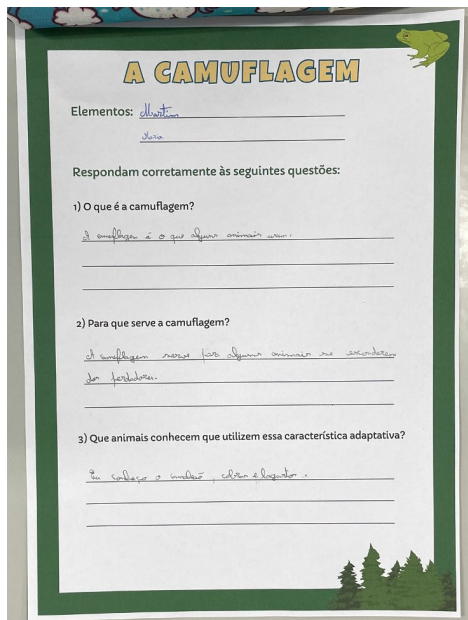 A CAMUFLAGEM
Elementos: Martim
Maria
Respondam corretamente às seguintes questões:
1) O que é a camuflagem?
A camuflagem é o que alguns animais usam.
2) Para que serve a camuflagem?
A camuflagem serve para alguns animais se esconderem
dos
3) Que animais conhecem que utilizem essa característica adaptativa?
Eu conheço o camaleão, cobra e lagarto.